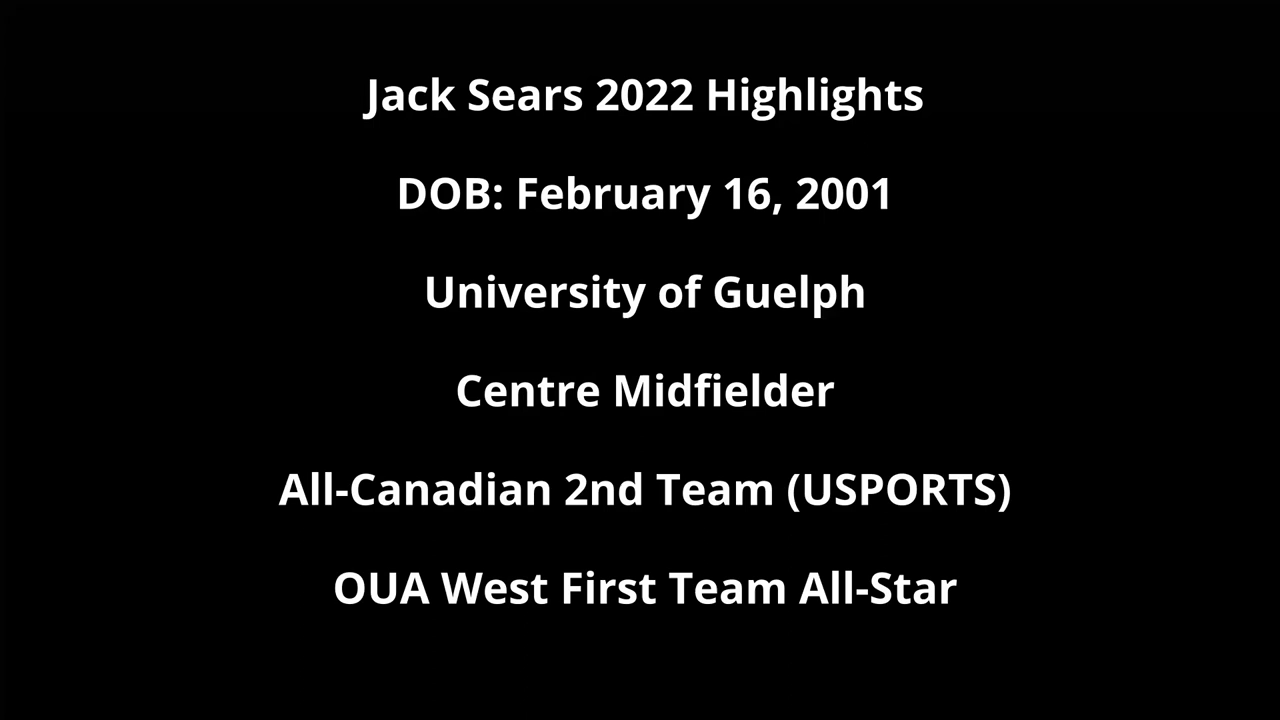 Jack Sears 2022 Highlights
DOB: February 16, 2001
University of Guelph
Centre Midfielder
All-Canadian 2nd Team (USPORTS)
OUA West First Team All-Star